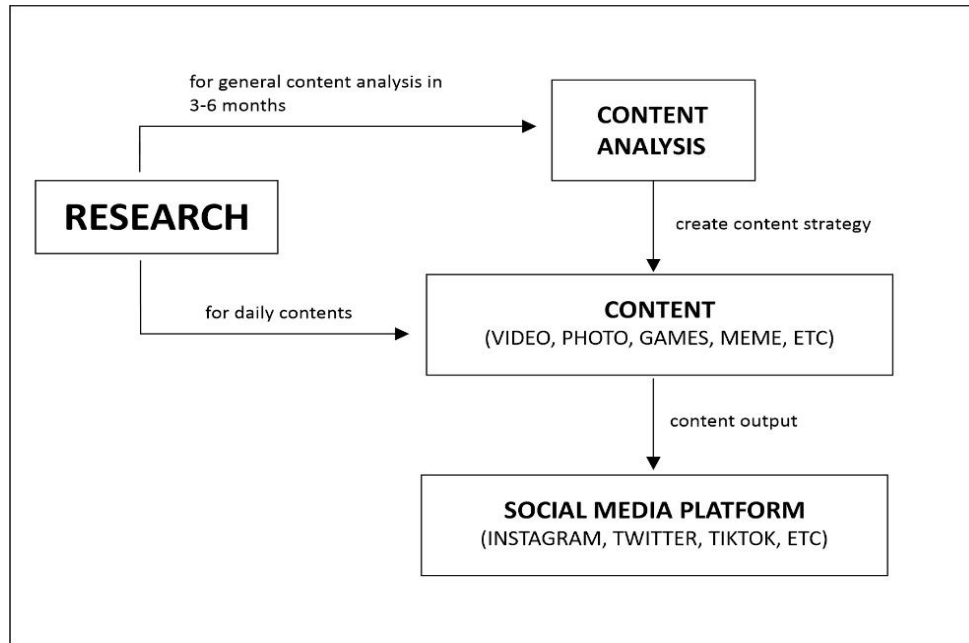 for general content analysis in
3-6 months
CONTENT
ANALYSIS
RESEARCH
create content strategy
for daily contents
CONTENT
(VIDEO, PHOTO, GAMES, MEME, ETC)
content output
SOCIAL MEDIA PLATFORM
(INSTAGRAM, TWITTER, TIKTOK, ETC)